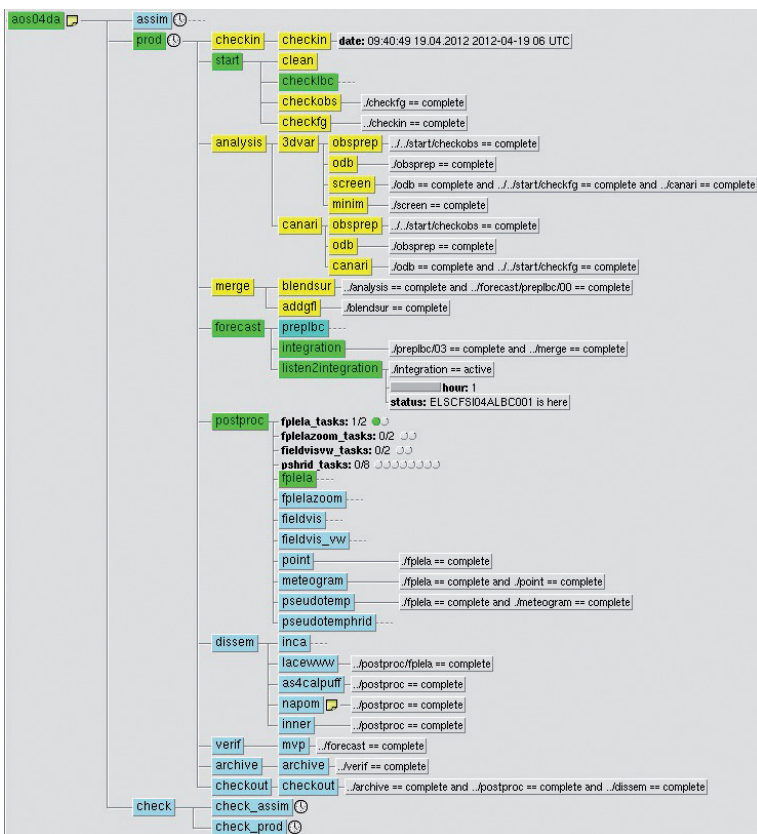 aos04da assim
prod checkin checkin date: 09:40:49 19.04.2012 2012-04-19 06 UTC
start clean
checklbc
checkobs ./checkfg == complete
checkfg ../checkin == complete
analysis 3dvar obsprep ../../start/checkobs == complete
odb ./obsprep == complete
screen ./odb == complete and ../../start/checkfg == complete and ../canari == complete
minim ./screen == complete
canari obsprep ../../start/checkobs == complete
odb ./obsprep == complete
canari ./odb == complete and ../../start/checkfg == complete
merge blendsur ../analysis == complete and ../forecast/preplbc/00 == complete
addgfl ./blendsur == complete
forecast preplbc
integration ./preplbc/03 == complete and ../merge == complete
listen2integration ./integration == active
hour: 1
status: ELSCFSI04ALBC001 is here
postproc fplela_tasks: 1/2
fplelazoom_tasks: 0/2
fieldvisvw_tasks: 0/2
pshrid_tasks: 0/8
fplela
fplelazoom
fieldvis
fieldvis_vw
point ./fplela == complete
meteogram ./fplela == complete and ./point == complete
pseudotemp ./fplela == complete and ./meteogram == complete
pseudotemphrid
dissem inca
lacewww ../postproc/fplela == complete
as4calpuff ../postproc == complete
napom ../postproc == complete
inner ../postproc == complete
verif mvp ../forecast == complete
archive archive ../verif == complete
checkout checkout ../archive == complete and ../postproc == complete and ../dissem == complete
check check_assim
check_prod